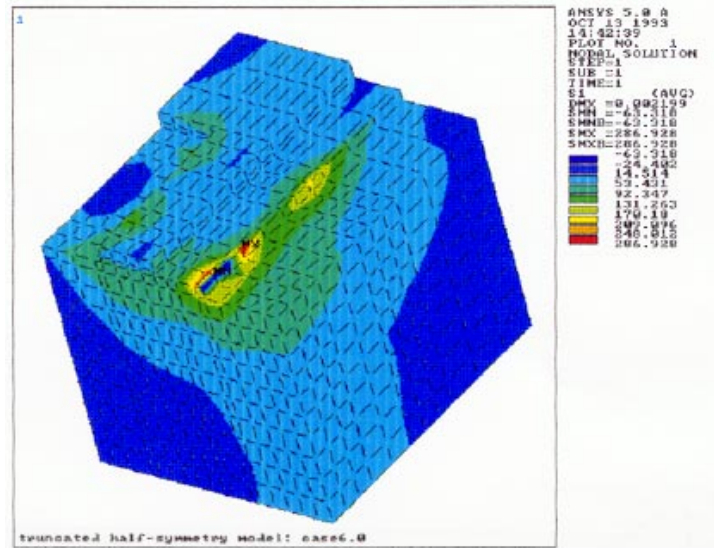 1
ANSYS 5.0 A
OCT 13 1993
14:42:39
PLOT NO. 1
NODAL SOLUTION
STEP=1
SUB =1
TIME=1
S1 (AVG)
DMX =0.002199
SMN =-63.318
SMNB=-63.318
SMX =286.928
SMXB=286.928
-63.318
-24.402
14.514
53.431
92.347
131.263
170.18
209.096
248.012
286.928
MX
truncated half-symmetry model: case6.0